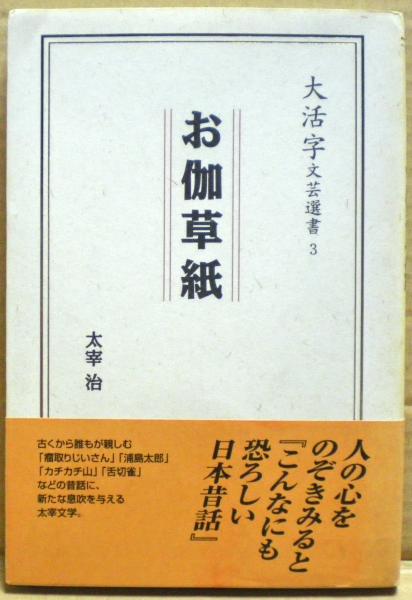 大活字文芸選書 3
お伽草紙
太宰 治
人の心を
のぞきみると
『こんなにも
恐ろしい
日本昔話』
古くから誰もが親しむ
「瘤取りじいさん」「浦島太郎」
「カチカチ山」「舌切雀」
などの昔話に、
新たな息吹を与える
太宰文学。